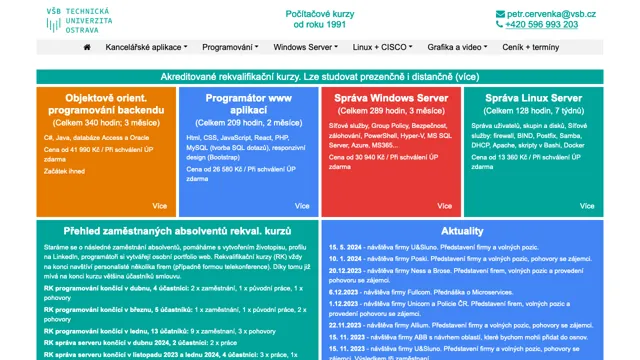 VŠB TECHNICKÁ
UNIVERZITA
OSTRAVA
Počítačové kurzy
od roku 1991
petr.cervenka@vsb.cz
+420 596 993 203
Kancelářské aplikace
Programování
Windows Server
Linux + CISCO
Grafika a video
Ceník + termíny
Akreditované rekvalifikační kurzy. Lze studovat prezenčně i distančně (více)
Objektově orient.
programování backendu
(Celkem 340 hodin; 3 měsíce)
C#, Java, databáze Access a Oracle
Cena od 41 990 Kč / Při schválení ÚP
zdarma
Začátek ihned
Více
Programátor www
aplikací
(Celkem 209 hodin, 2 měsíce)
Html, CSS, JavaScript, React, PHP,
MySQL (tvorba SQL dotazů), responzivní
design (Bootstrap)
Cena od 26 580 Kč / Při schválení ÚP
zdarma
Více
Správa Windows Server
(Celkem 289 hodin, 3 měsíce)
Síťové služby, Group Policy, Bezpečnost,
zálohování, PowerShell, Hyper-V, MS SQL
Server, Azure, MS365...
Cena od 30 940 Kč / Při schválení ÚP
zdarma
Více
Správa Linux Server
(Celkem 128 hodin, 7 týdnů)
Správa uživatelů, skupin a disků, Síťové
služby: firewall, BIND, Postfix, Samba,
DHCP, Apache, skripty v Bashi, Docker
Cena od 13 360 Kč / Při schválení ÚP
zdarma
Více
Přehled zaměstnaných absolventů rekval. kurzů
Staráme se o následné zaměstnání absolventů, pomáháme s vytvořením životopisu, profilu
na LinkedIn, programátoři si vytvářejí osobní portfolio web. Rekvalifikační kurzy (RK) vždy
na konci navštíví personalisté několika firem (případně formou telekonference). Díky tomu již
mívá na konci kurzu většina účastníků smlouvu.
RK programování končící v dubnu, 4 účastníci: 2 x zaměstnání, 1 x původní práce, 1 x
pohovory
RK programování končící v březnu, 5 účastníků: 1 x zaměstnání, 1 x původní práce, 2 x
pohovory
RK programování končící v lednu, 13 účastníků: 9 x zaměstnaní, 3 x pohovory
RK správa serveru končící v dubnu 2024, 2 účastníci: 2 x práce
RK správa serveru končící v listopadu 2023 a lednu 2024, 4 účastníci: 3 x práce, 1 x
Aktuality
15. 5. 2024 - návštěva firmy U&Sluno. Představení firmy a volných pozic.
10. 1. 2024 - návštěva firmy Poski. Představení firmy a volných pozic, pohovory se zájemci.
20.12.2023 - návštěva firmy Ness a Brose. Představení firem, volných pozic a provedení
pohovoru se zájemci.
6.12.2023 - návštěva firmy Fullcom. Přednáška o Microservices.
1.12.2023 - návštěva firmy Unicorn a Policie ČR. Představení firem, volných pozic a
provedení pohovoru se zájemci.
22.11.2023 - návštěva firmy Allium. Představení firmy a volných pozic, pohovory se zájemci.
15. 11. 2023 - návštěva firmy ABB s návrhem oblastí, které bychom mohli přidat do osnov.
15. 11. 2023 - návštěva firmy U&Sluno. Představení firmy a volných pozic, pohovory se
zájemci. Výsledkem tři zaměstnaní.